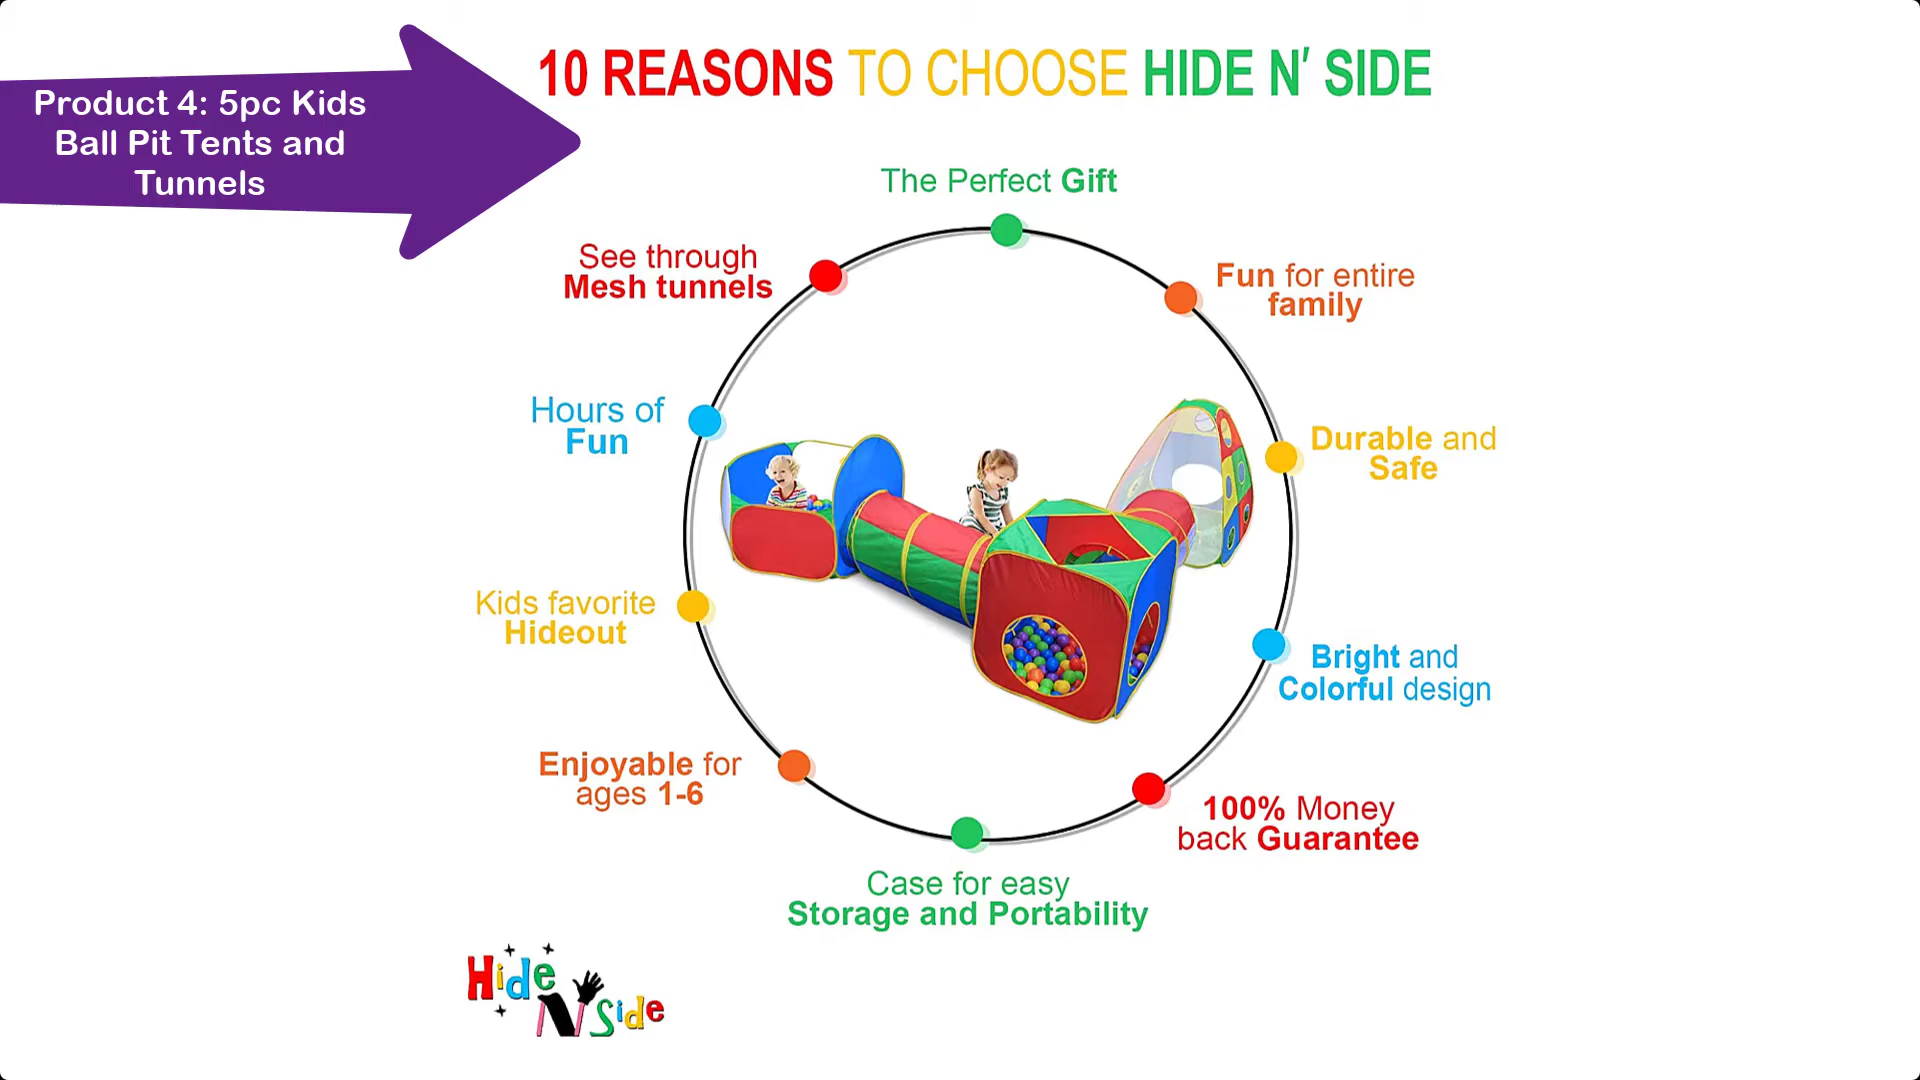 Product 4: 5pc Kids
Ball Pit Tents and
Tunnels
10 REASONS TO CHOOSE HIDE N' SIDE
The Perfect Gift
Fun for entire
family
Durable and
Safe
Bright and
Colorful design
100% Money
back Guarantee
Case for easy
Storage and Portability
Enjoyable for
ages 1-6
Kids favorite
Hideout
Hours of
Fun
See through
Mesh tunnels
Hide
N Side